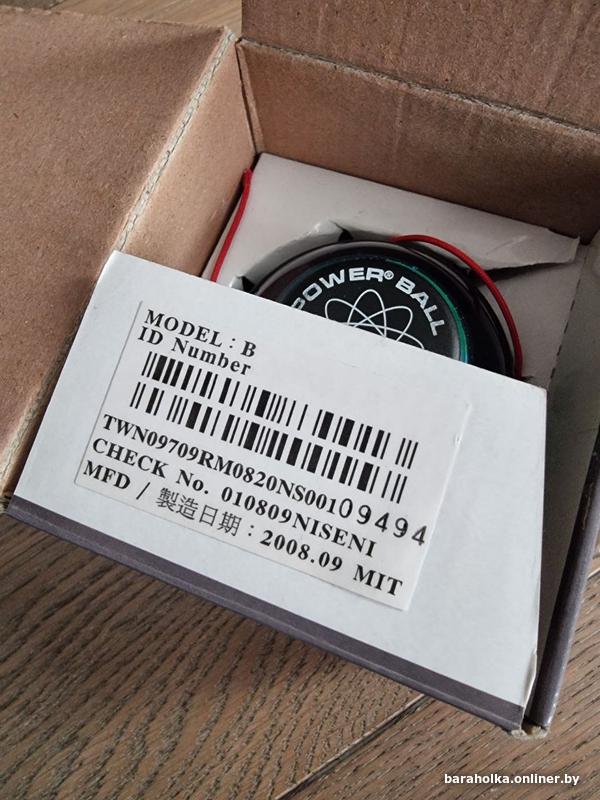 POWER® BALL
MODEL : B
ID Number
TWN09709RM0820NS00109494
CHECK No. 010809NISENI
MFD / 製造日期 : 2008.09 MIT
baraholka.onliner.by